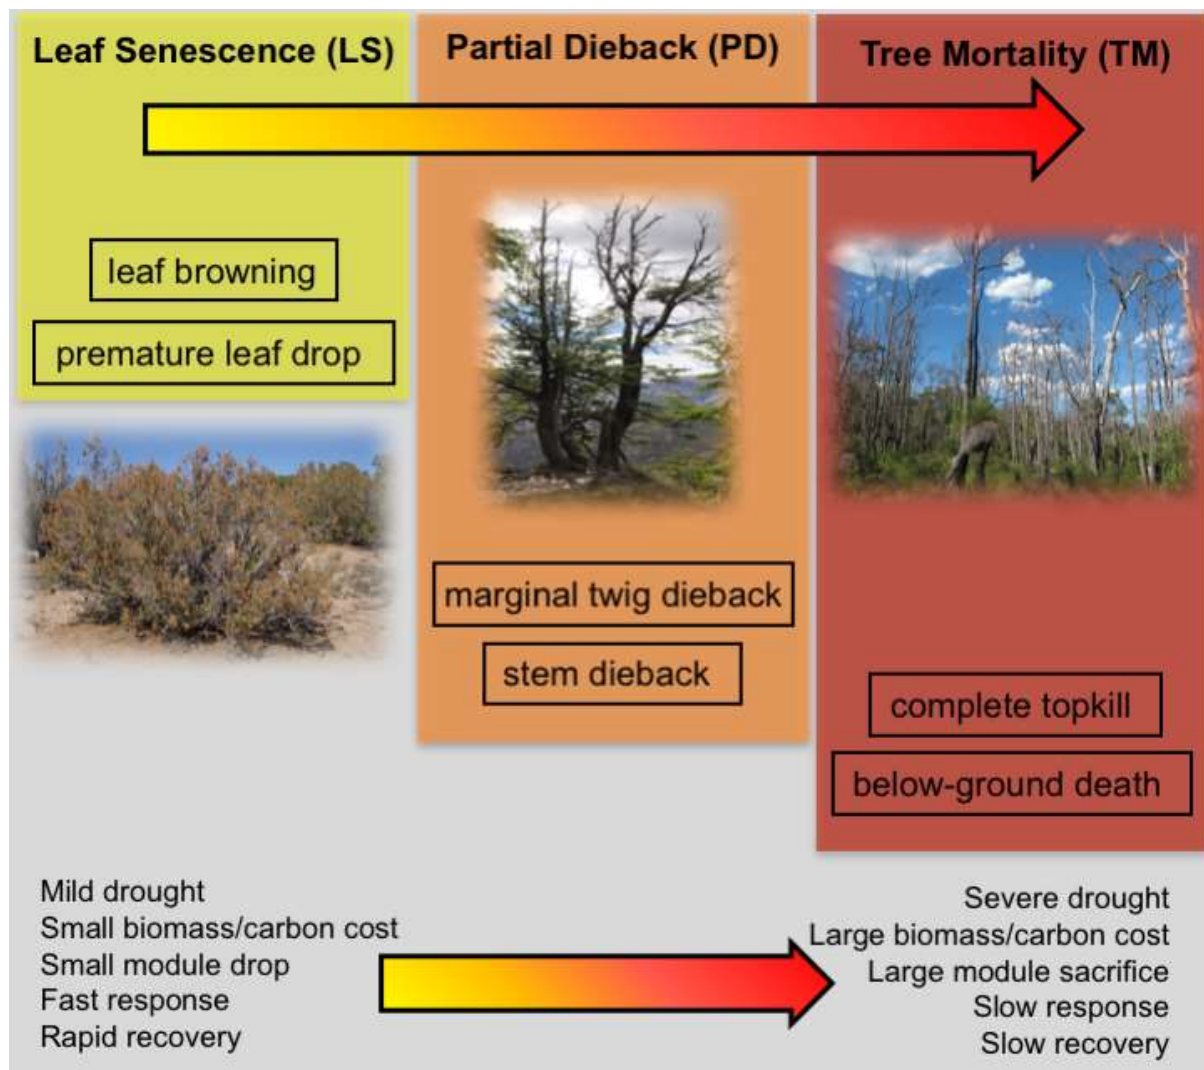 Leaf Senescence (LS)
Partial Dieback (PD)
Tree Mortality (TM)
leaf browning
premature leaf drop
marginal twig dieback
stem dieback
complete topkill
below-ground death
Mild drought
Small biomass/carbon cost
Small module drop
Fast response
Rapid recovery
Severe drought
Large biomass/carbon cost
Large module sacrifice
Slow response
Slow recovery